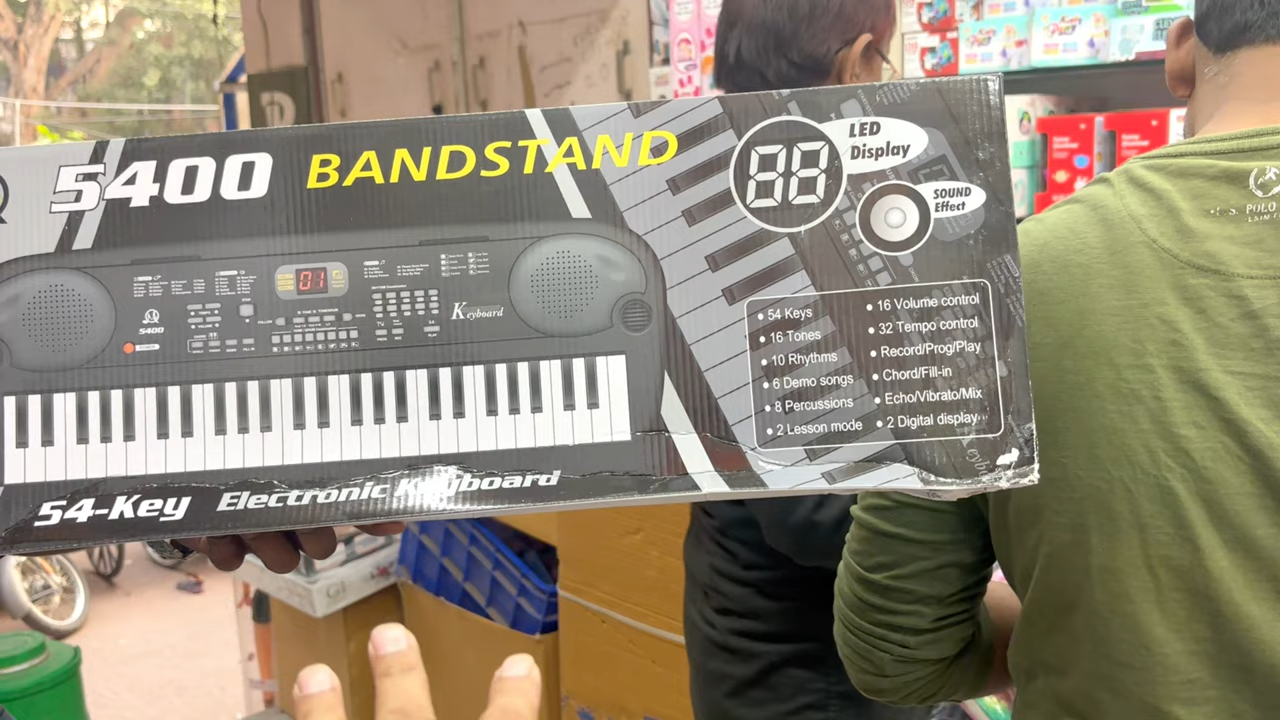 5400 BANDSTAND
88
LED
Display
SOUND
Effect
01
5400
Keyboard
• 54 Keys
• 16 Tones
• 10 Rhythms
• 6 Demo songs
• 8 Percussions
• 2 Lesson mode
• 16 Volume control
• 32 Tempo control
• Record/Prog/Play
• Chord/Fill-in
• Echo/Vibrato/Mix
• 2 Digital display
54-Key Electronic Keyboard
U.S. POLO